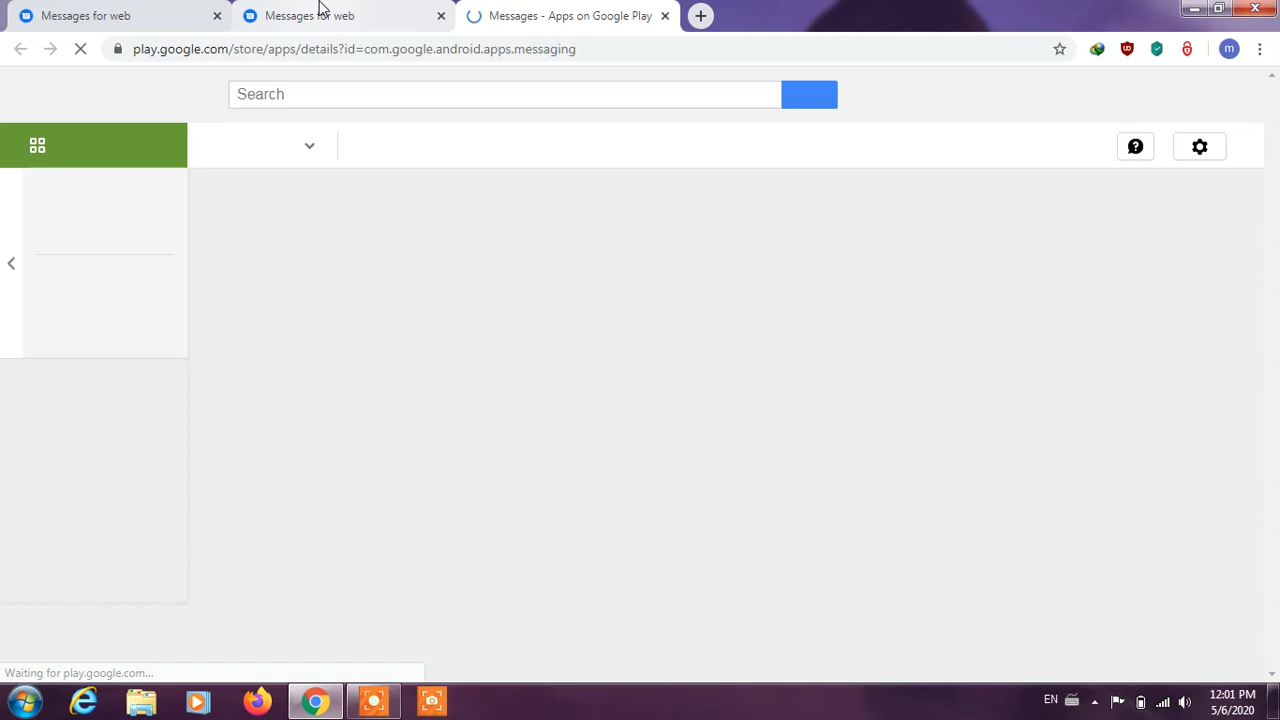 Messages for web
Messages for web
Messages - Apps on Google Play
play.google.com/store/apps/details?id=com.google.android.apps.messaging
m
Search
Waiting for play.google.com...
EN
12:01 PM
5/6/2020